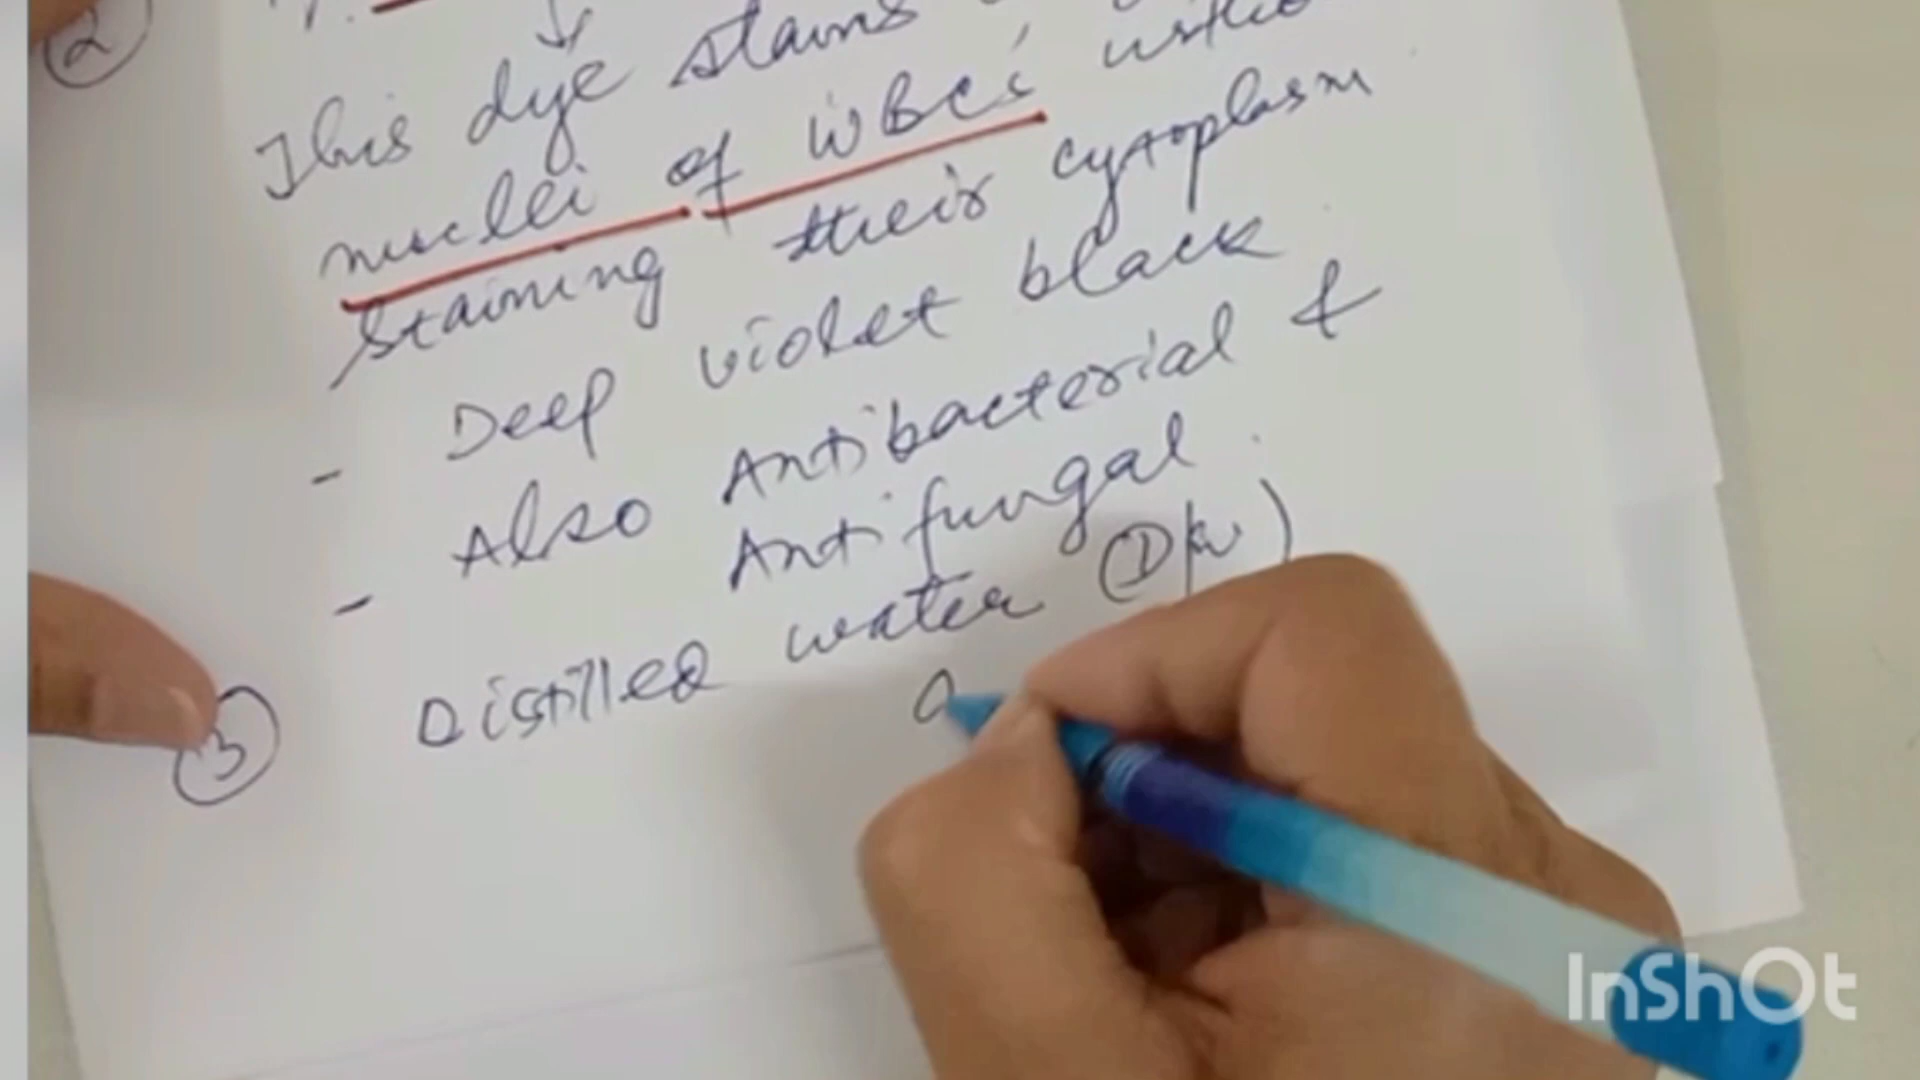 ②
This dye stains
nuclei of WBCs
staining their cytoplasm
- Deep violet black
- Also Antibacterial &
Antifungal.
③ Distilled water (D/w)
InShOt